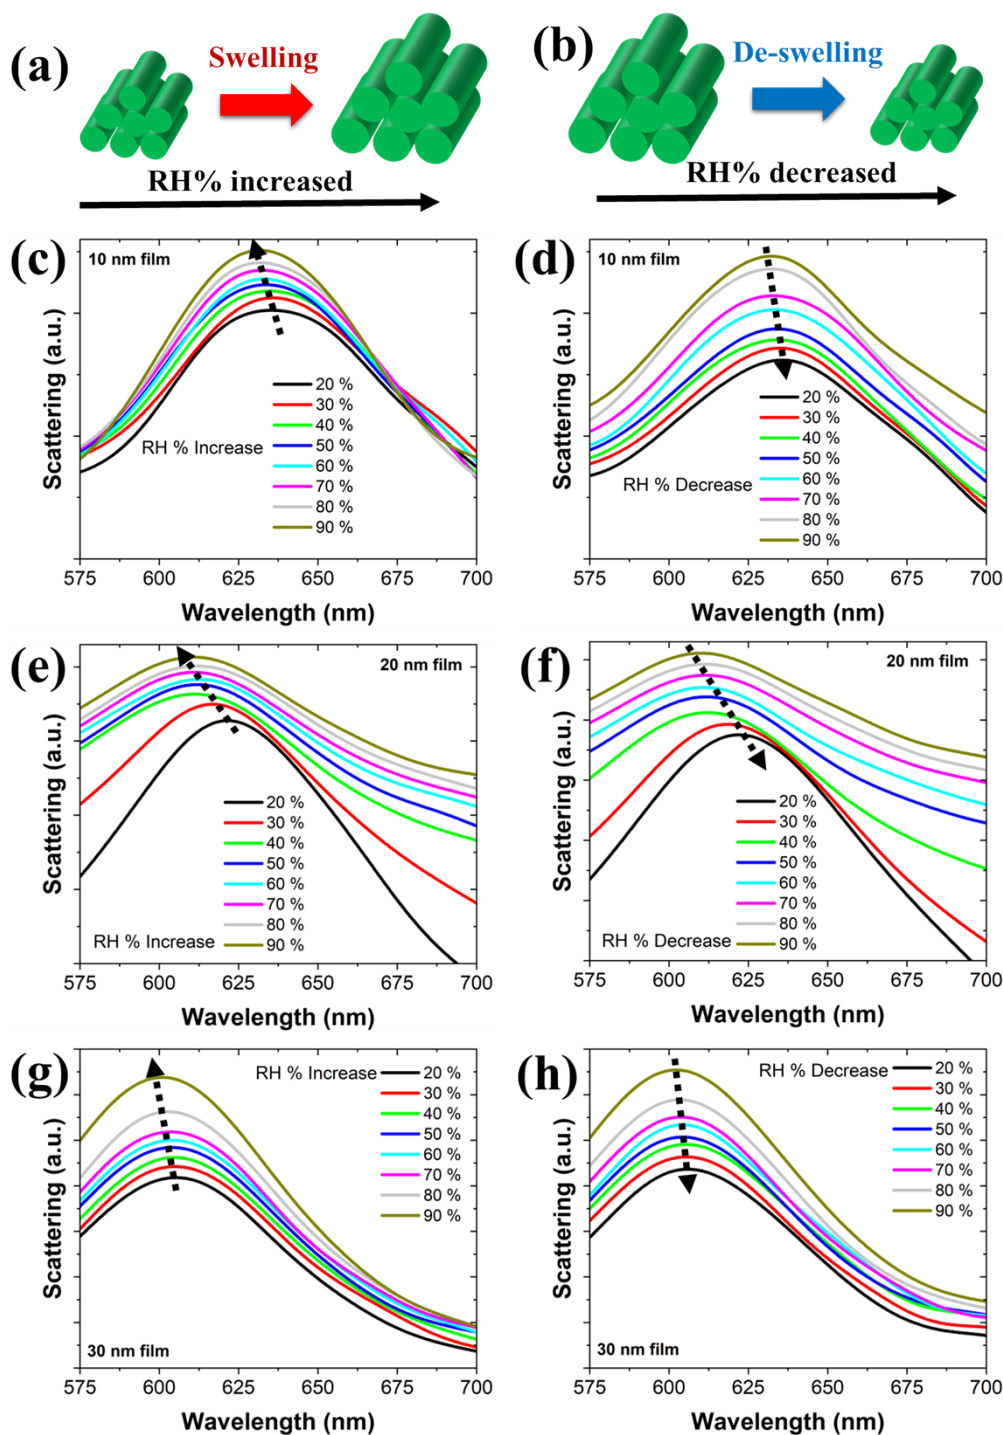 (a)
Swelling
RH% increased
(b)
De-swelling
RH% decreased
(c)
10 nm film
Scattering (a.u.)
RH % Increase
20 %
30 %
40 %
50 %
60 %
70 %
80 %
90 %
575 600 625 650 675 700
Wavelength (nm)
(d)
10 nm film
Scattering (a.u.)
RH % Decrease
20 %
30 %
40 %
50 %
60 %
70 %
80 %
90 %
575 600 625 650 675 700
Wavelength (nm)
(e)
20 nm film
Scattering (a.u.)
20 %
30 %
40 %
50 %
60 %
70 %
80 %
90 %
RH % Increase
575 600 625 650 675 700
Wavelength (nm)
(f)
20 nm film
Scattering (a.u.)
20 %
30 %
40 %
50 %
60 %
70 %
80 %
90 %
RH % Decrease
575 600 625 650 675 700
Wavelength (nm)
(g)
RH % Increase
20 %
30 %
40 %
50 %
60 %
70 %
80 %
90 %
Scattering (a.u.)
30 nm film
575 600 625 650 675 700
Wavelength (nm)
(h)
RH % Decrease
20 %
30 %
40 %
50 %
60 %
70 %
80 %
90 %
Scattering (a.u.)
30 nm film
575 600 625 650 675 700
Wavelength (nm)